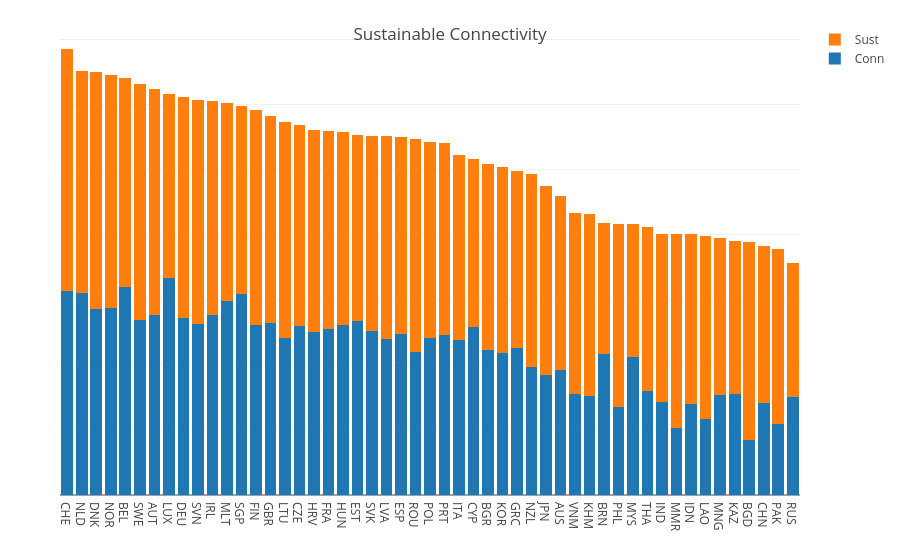 Sustainable Connectivity
Sust
Conn
CHE
NLD
DNK
NOR
BEL
SWE
AUT
LUX
DEU
SVN
IRL
MLT
SGP
FIN
GBR
LTU
CZE
HRV
FRA
HUN
EST
SVK
LVA
ESP
ROU
POL
PRT
ITA
CYP
BGR
KOR
GRC
NZL
JPN
AUS
VNM
KHM
BRN
PHL
MYS
THA
IND
MMR
IDN
LAO
MNG
KAZ
BGD
CHN
PAK
RUS